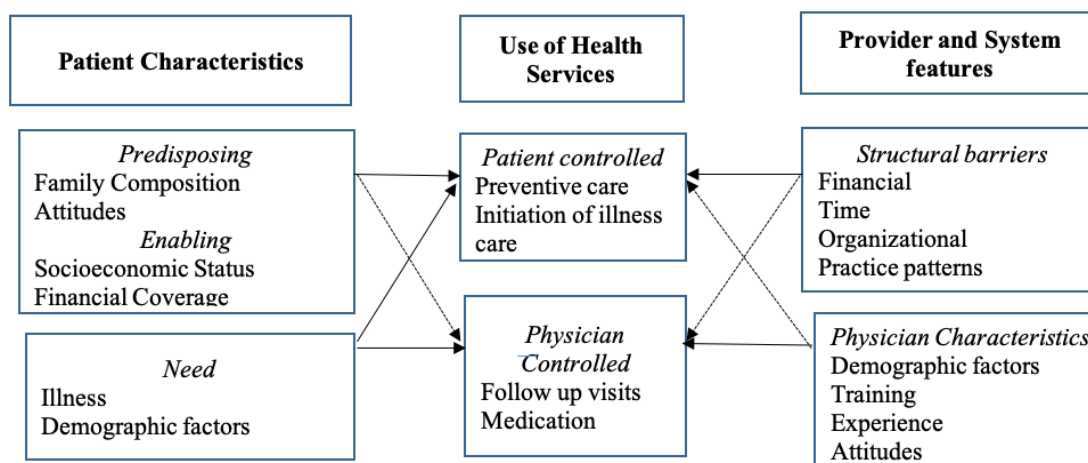 Patient Characteristics
Use of Health
Services
Provider and System
features
Predisposing
Family Composition
Attitudes
Enabling
Socioeconomic Status
Financial Coverage
Need
Illness
Demographic factors
Patient controlled
Preventive care
Initiation of illness
care
Physician
Controlled
Follow up visits
Medication
Structural barriers
Financial
Time
Organizational
Practice patterns
Physician Characteristics
Demographic factors
Training
Experience
Attitudes